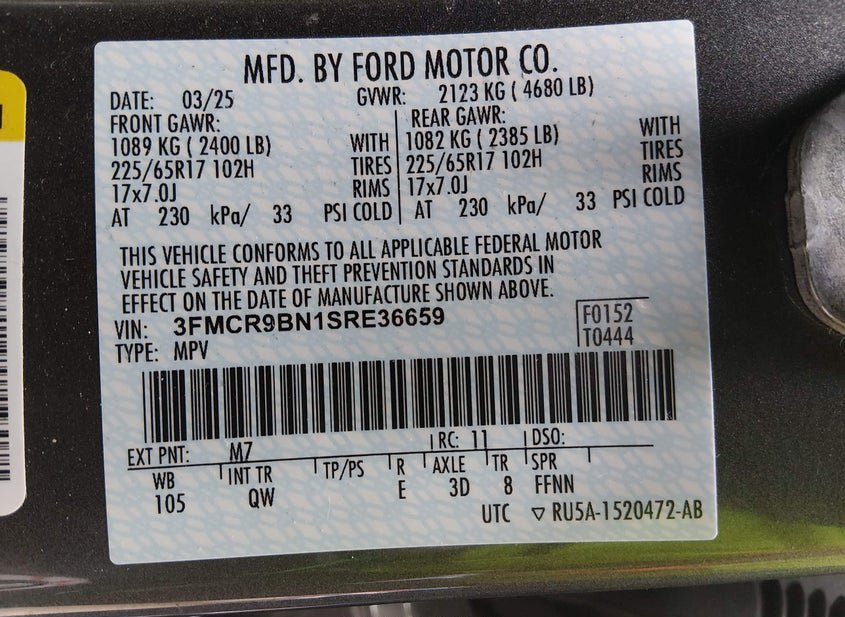 MFD. BY FORD MOTOR CO.
DATE: 03/25 GVWR: 2123 KG ( 4680 LB)
FRONT GAWR: REAR GAWR:
1089 KG ( 2400 LB) WITH 1082 KG ( 2385 LB) WITH
225/65R17 102H TIRES 225/65R17 102H TIRES
17x7.0J RIMS 17x7.0J RIMS
AT 230 kPa/ 33 PSI COLD AT 230 kPa/ 33 PSI COLD
THIS VEHICLE CONFORMS TO ALL APPLICABLE FEDERAL MOTOR
VEHICLE SAFETY AND THEFT PREVENTION STANDARDS IN
EFFECT ON THE DATE OF MANUFACTURE SHOWN ABOVE.
VIN: 3FMCR9BN1SRE36659 F0152
TYPE: MPV T0444
EXT PNT: M7 RC: 11 DSO:
WB INT TR TP/PS R AXLE TR SPR
105 QW E 3D 8 FFNN
UTC ▽ RU5A-1520472-AB